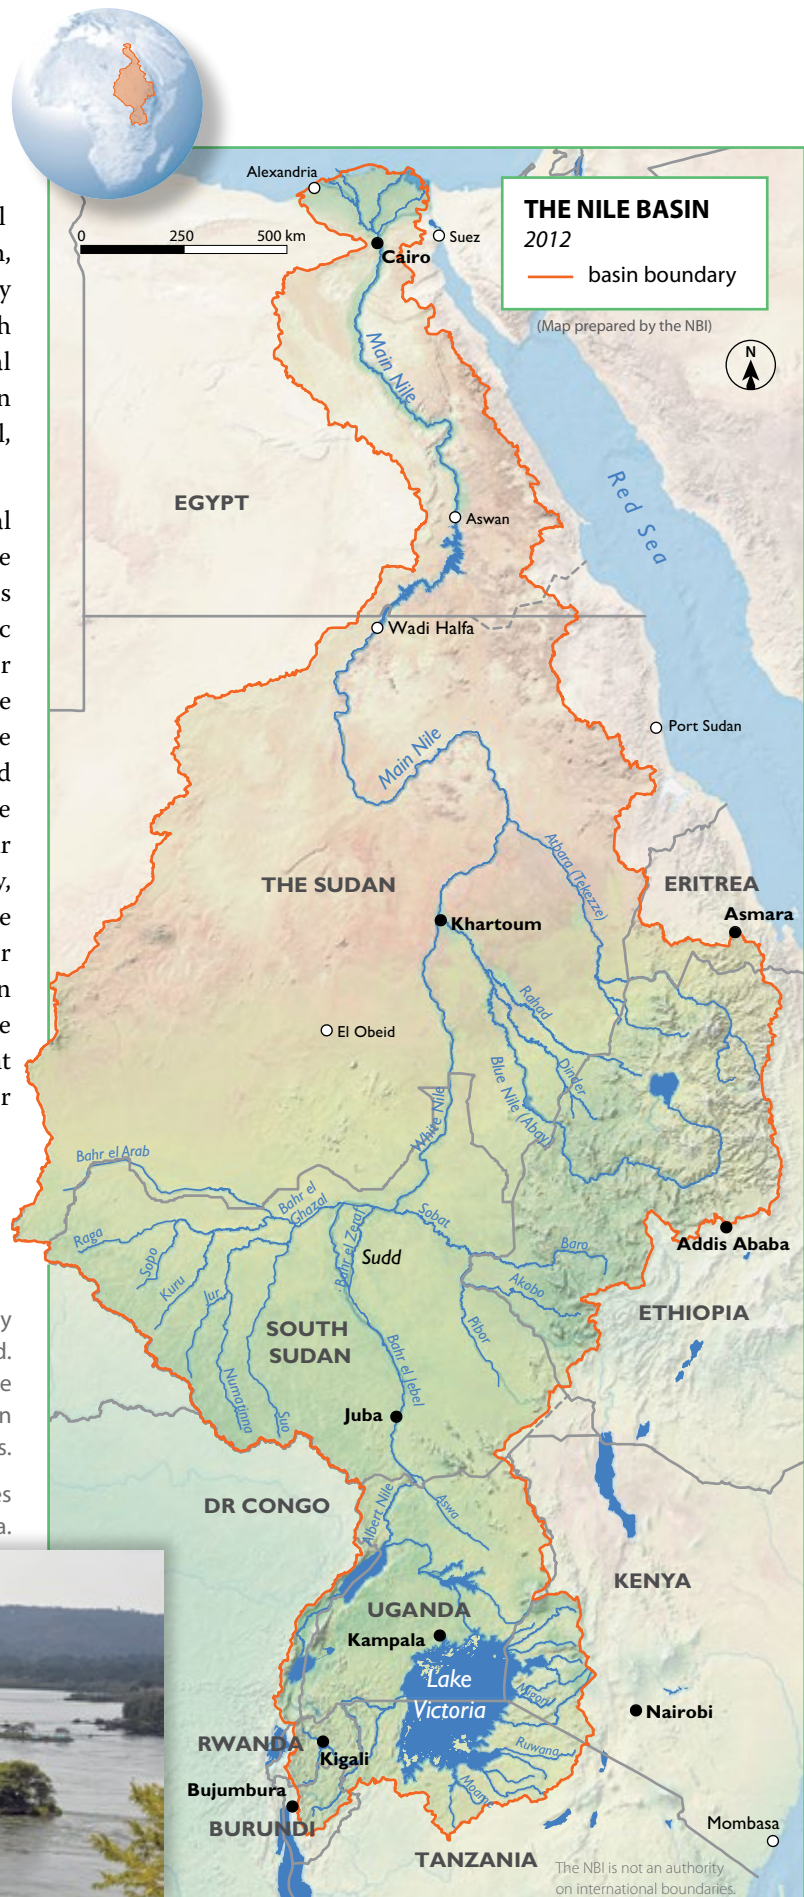 Alexandria
THE NILE BASIN
2012
basin boundary
(Map prepared by the NBI)
0 250 500 km
Suez
Cairo
N
Main Nile
Red Sea
EGYPT
Aswan
Wadi Halfa
Port Sudan
Main Nile
Atbara (Tekezze)
THE SUDAN
ERITREA
Asmara
Khartoum
Rahad
El Obeid
Dinder
Blue Nile (Abay)
White Nile
Bahr el Arab
Bahr el
Ghazal
Sobat
Raga
Bahr el Zeraf
Sudd
Baro
Addis Ababa
Sobo
Kuru
Jur
Akobo
ETHIOPIA
Pibor
SOUTH
SUDAN
Bahr el Jebel
Numatinna
Suo
Juba
DR CONGO
Albert Nile
Aswa
KENYA
UGANDA
Kampala
Lake
Victoria
Migori
Nairobi
RWANDA
Kigali
Ruwana
Bujumbura
Moame
BURUNDI
Mombasa
TANZANIA
The NBI is not an authority
on international boundaries.